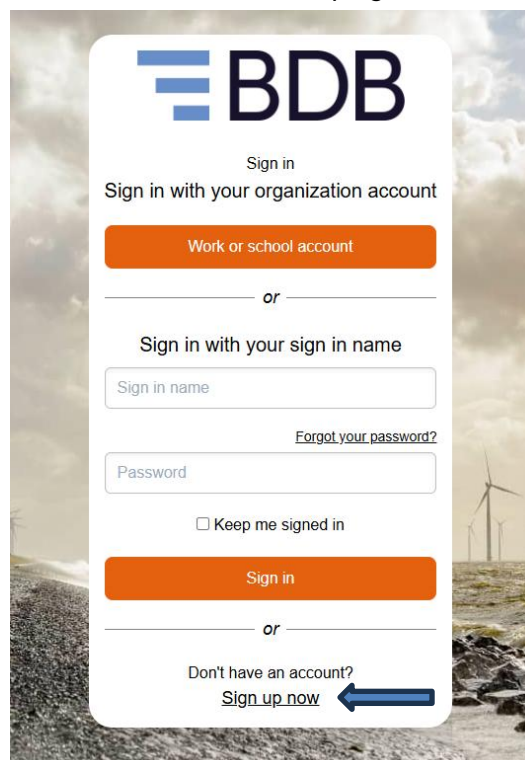 BDB
Sign in
Sign in with your organization account
Work or school account
or
Sign in with your sign in name
Sign in name
Forgot your password?
Password
Keep me signed in
Sign in
or
Don't have an account?
Sign up now